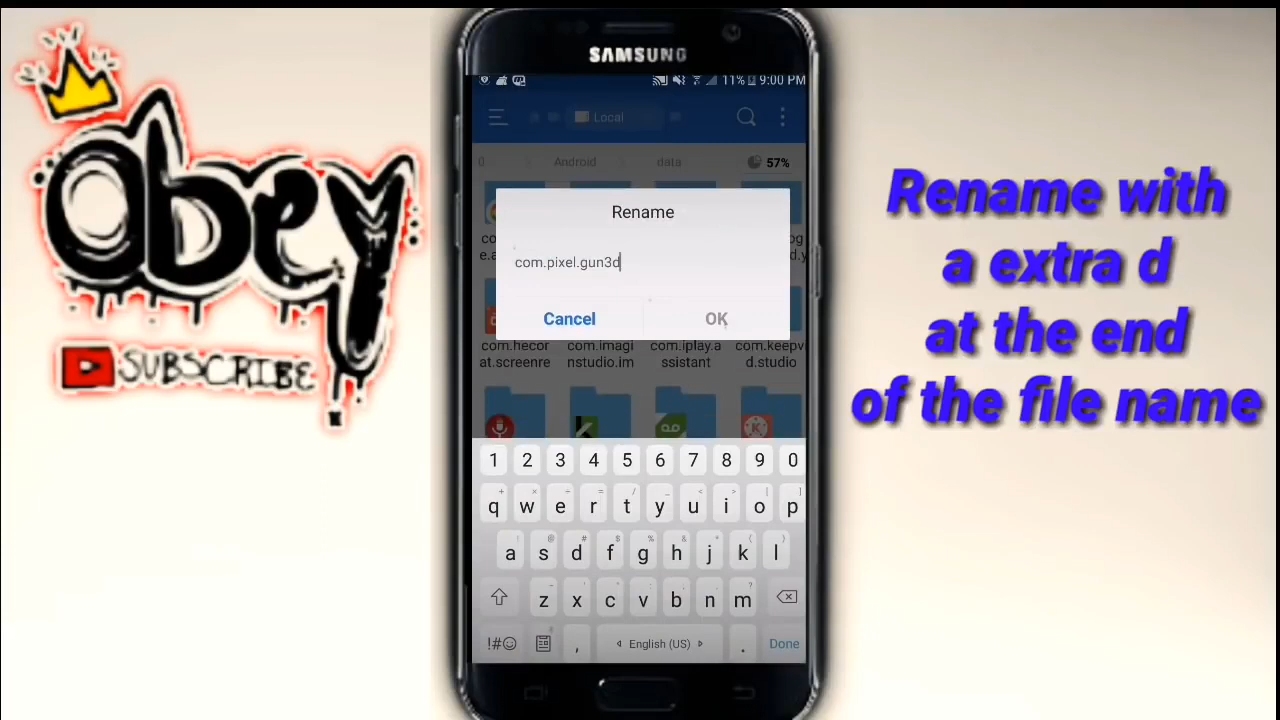 SAMSUNG
11% 9:00 PM
Local
0 Android data 57%
Rename
com.pixel.gun3d
Cancel OK
com.hecor com.imagin com.iplay.a com.keepv
at.screenre nstudio.im ssistant d.studio
1 2 3 4 5 6 7 8 9 0
q w e r t y u i o p
a s d f g h j k l
z x c v b n m
!#☺ , English (US) . Done
Obey
SUBSCRIBE
Rename with
a extra d
at the end
of the file name